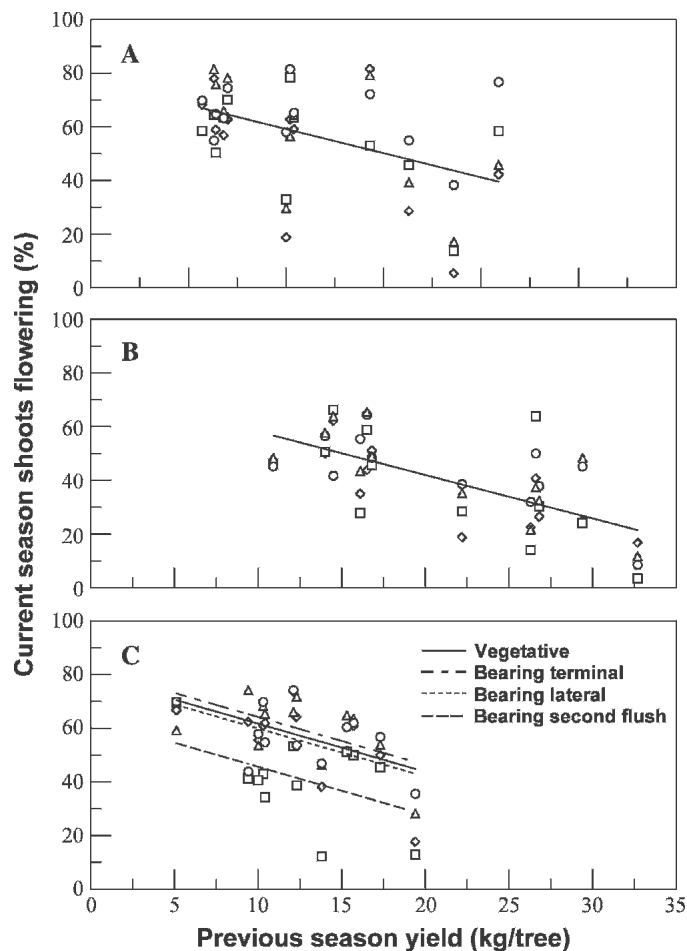 100
A
80
60
40
20
0
100
B
80
60
40
20
0
100
C
80
60
40
20
0
Vegetative
Bearing terminal
Bearing lateral
Bearing second flush
0 5 10 15 20 25 30 35
Previous season yield (kg/tree)
Current season shoots flowering (%)